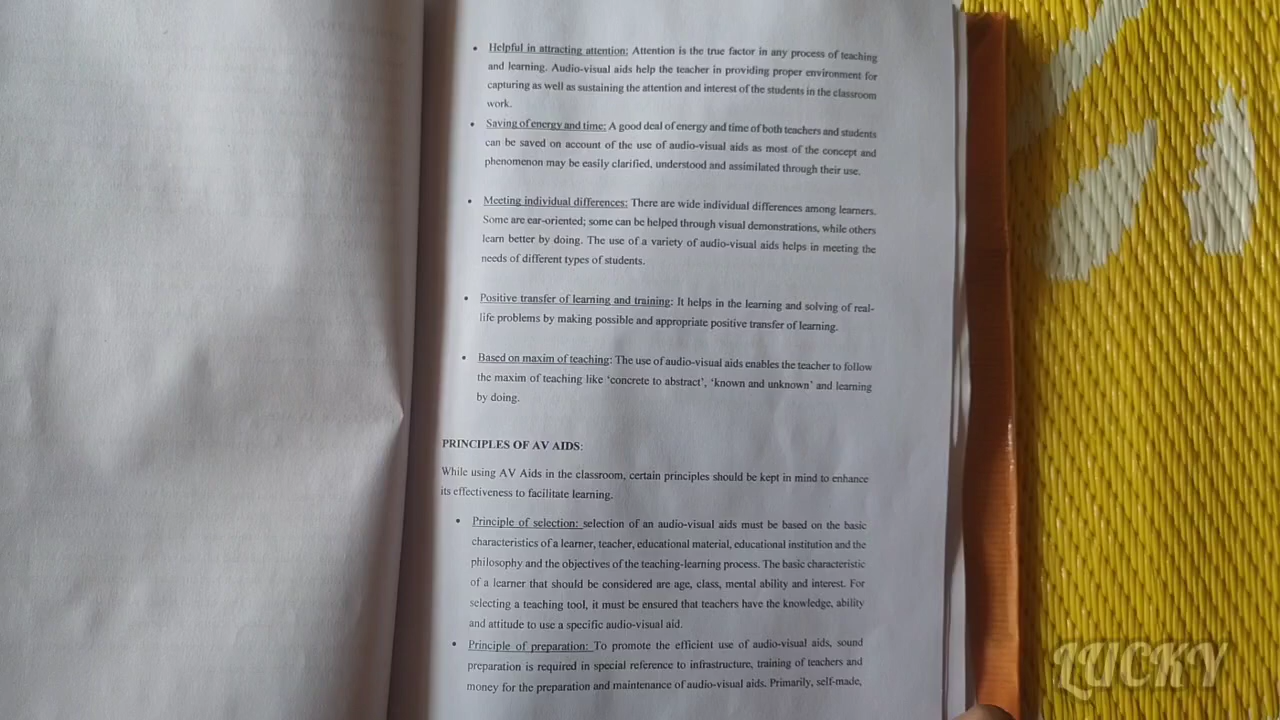 • Helpful in attracting attention: Attention is the true factor in any process of teaching
and learning. Audio-visual aids help the teacher in providing proper environment for
capturing as well as sustaining the attention and interest of the students in the classroom
work.
• Saving of energy and time: A good deal of energy and time of both teachers and students
can be saved on account of the use of audio-visual aids as most of the concept and
phenomenon may be easily clarified, understood and assimilated through their use.
• Meeting individual differences: There are wide individual differences among learners.
Some are ear-oriented; some can be helped through visual demonstrations, while others
learn better by doing. The use of a variety of audio-visual aids helps in meeting the
needs of different types of students.
• Positive transfer of learning and training: It helps in the learning and solving of real-
life problems by making possible and appropriate positive transfer of learning.
• Based on maxim of teaching: The use of audio-visual aids enables the teacher to follow
the maxim of teaching like ‘concrete to abstract’, ‘known and unknown’ and learning
by doing.
PRINCIPLES OF AV AIDS:
While using AV Aids in the classroom, certain principles should be kept in mind to enhance
its effectiveness to facilitate learning.
• Principle of selection: selection of an audio-visual aids must be based on the basic
characteristics of a learner, teacher, educational material, educational institution and the
philosophy and the objectives of the teaching-learning process. The basic characteristic
of a learner that should be considered are age, class, mental ability and interest. For
selecting a teaching tool, it must be ensured that teachers have the knowledge, ability
and attitude to use a specific audio-visual aid.
• Principle of preparation: To promote the efficient use of audio-visual aids, sound
preparation is required in special reference to infrastructure, training of teachers and
money for the preparation and maintenance of audio-visual aids. Primarily, self-made,
LUCKY